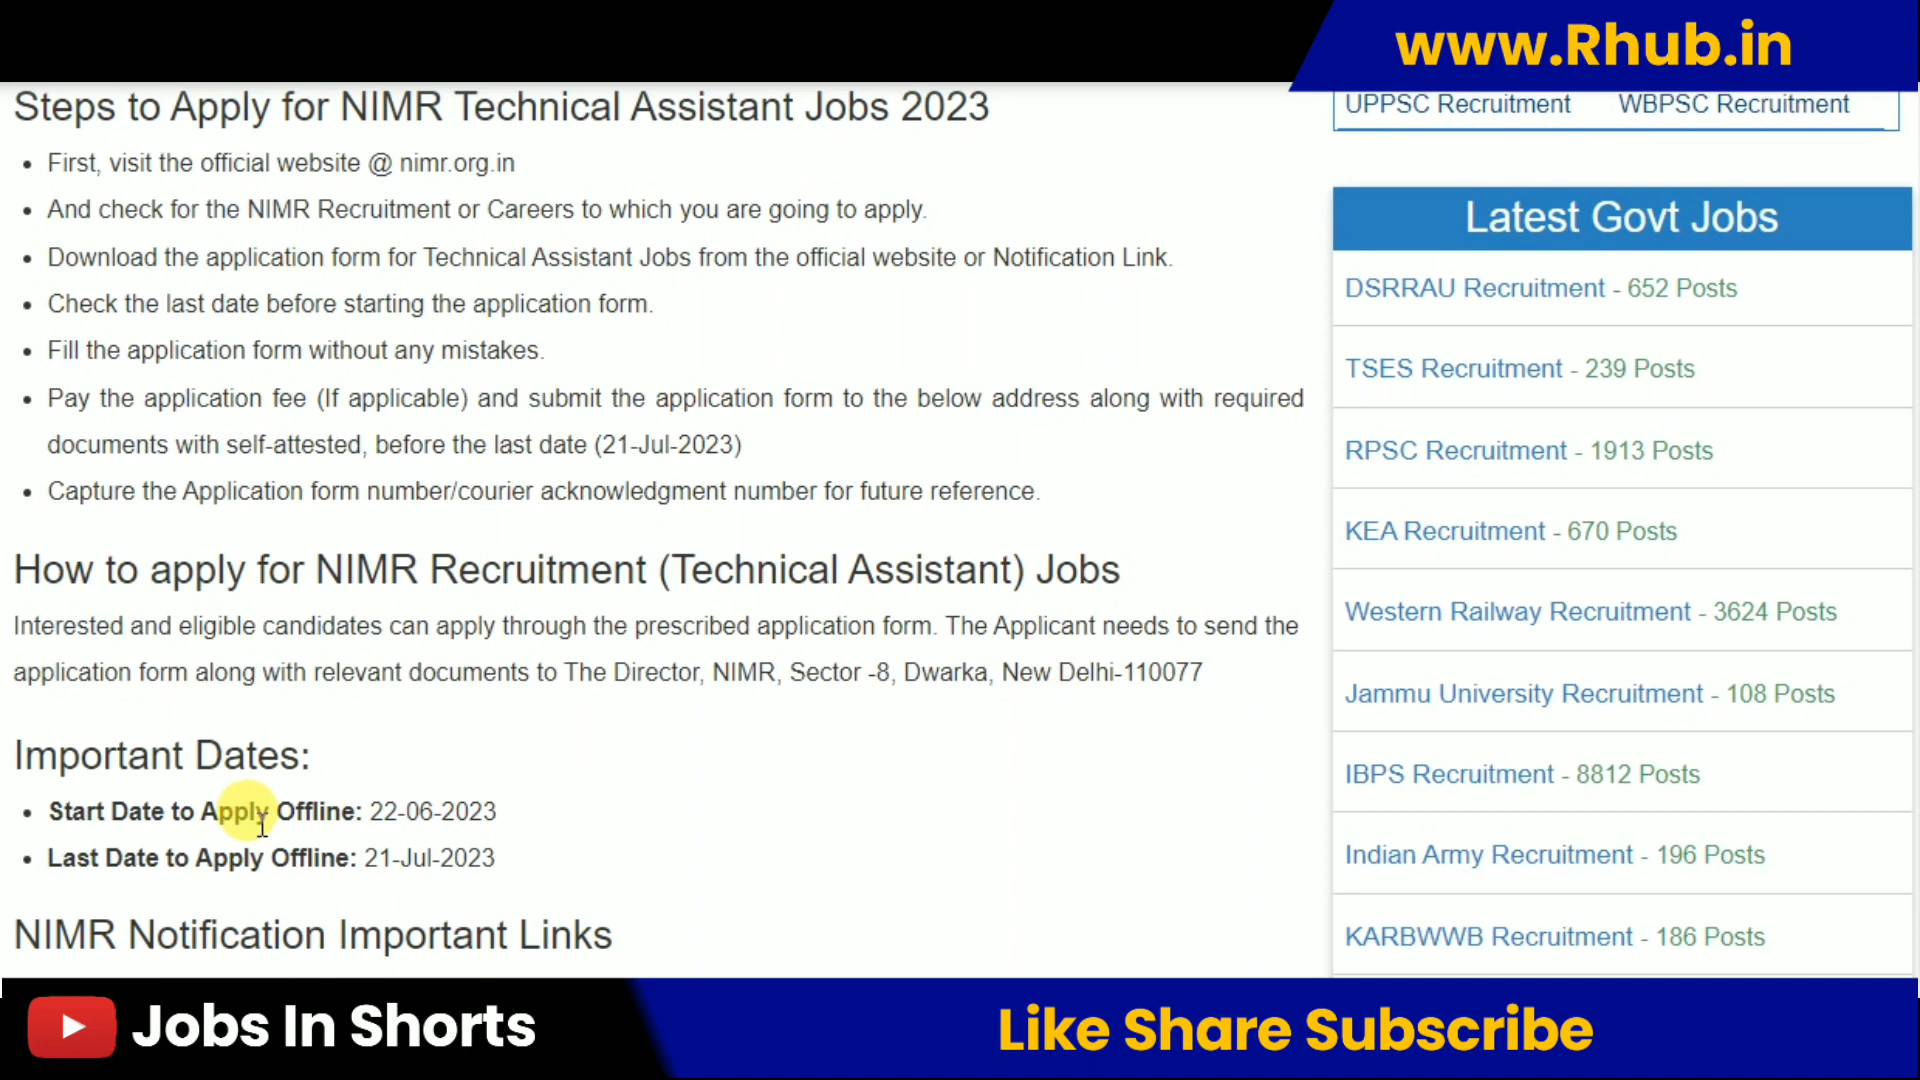 www.Rhub.in
Steps to Apply for NIMR Technical Assistant Jobs 2023
• First, visit the official website @ nimr.org.in
• And check for the NIMR Recruitment or Careers to which you are going to apply.
• Download the application form for Technical Assistant Jobs from the official website or Notification Link.
• Check the last date before starting the application form.
• Fill the application form without any mistakes.
• Pay the application fee (If applicable) and submit the application form to the below address along with required
documents with self-attested, before the last date (21-Jul-2023)
• Capture the Application form number/courier acknowledgment number for future reference.
How to apply for NIMR Recruitment (Technical Assistant) Jobs
Interested and eligible candidates can apply through the prescribed application form. The Applicant needs to send the
application form along with relevant documents to The Director, NIMR, Sector -8, Dwarka, New Delhi-110077
Important Dates:
• Start Date to Apply Offline: 22-06-2023
• Last Date to Apply Offline: 21-Jul-2023
NIMR Notification Important Links
UPPSC Recruitment WBPSC Recruitment
Latest Govt Jobs
DSRRAU Recruitment - 652 Posts
TSES Recruitment - 239 Posts
RPSC Recruitment - 1913 Posts
KEA Recruitment - 670 Posts
Western Railway Recruitment - 3624 Posts
Jammu University Recruitment - 108 Posts
IBPS Recruitment - 8812 Posts
Indian Army Recruitment - 196 Posts
KARBWWB Recruitment - 186 Posts
Jobs In Shorts
Like Share Subscribe